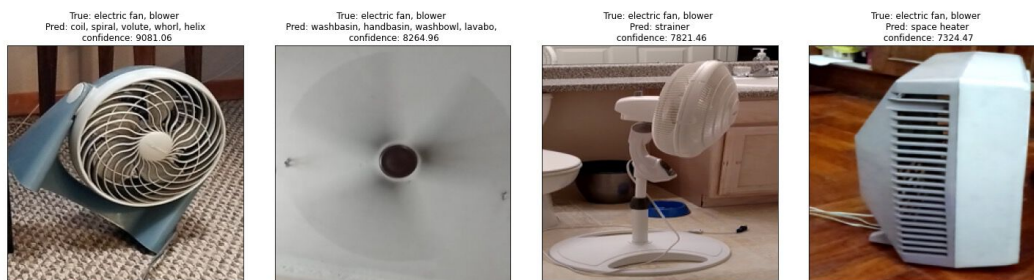 True: electric fan, blower
Pred: coil, spiral, volute, whorl, helix
confidence: 9081.06
True: electric fan, blower
Pred: washbasin, handbasin, washbowl, lavabo,
confidence: 8264.96
True: electric fan, blower
Pred: strainer
confidence: 7821.46
True: electric fan, blower
Pred: space heater
confidence: 7324.47